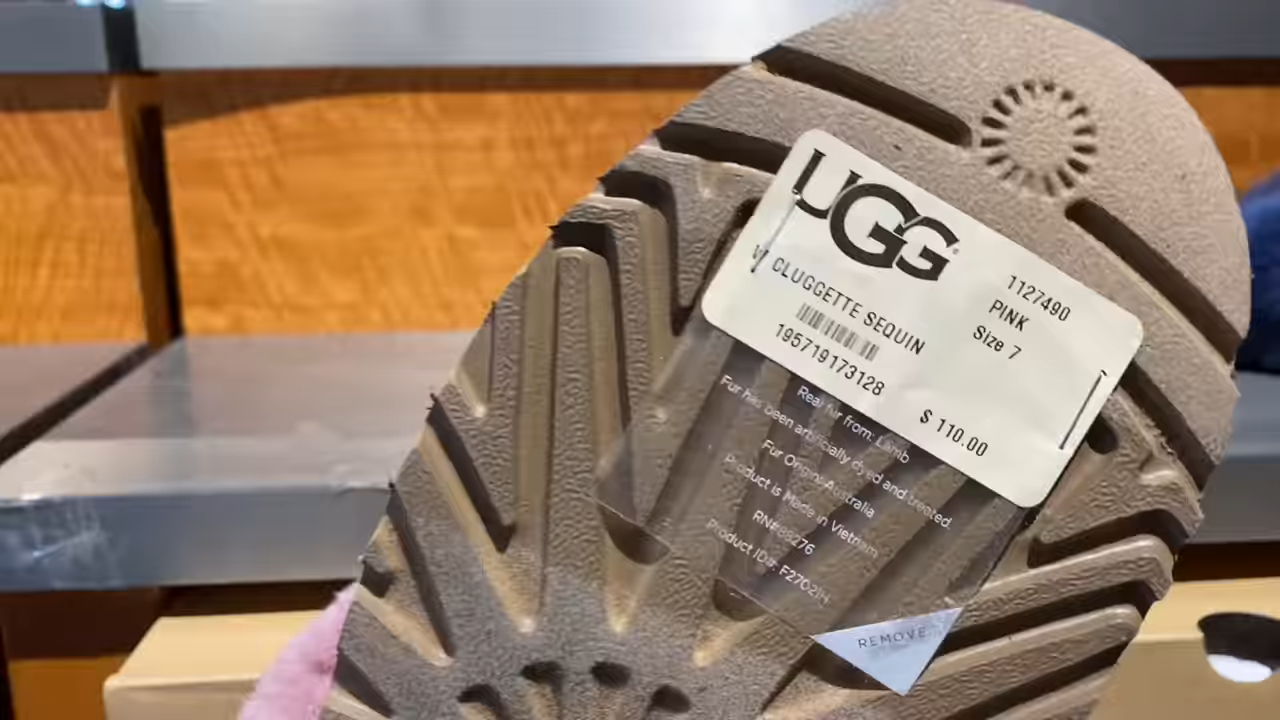 UGG
W CLUGGETTE SEQUIN
195719173128
1127490
PINK
Size 7
$ 110.00
Real fur from: Lamb
Fur has been artificially dyed and treated.
Fur Origin: Australia
Product is Made in Vietnam
RN#88276
Product ID#: F2702IN
REMOVE